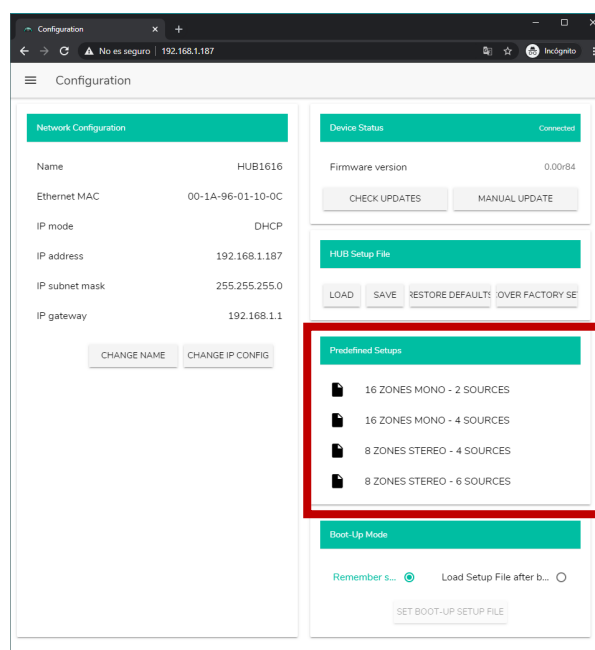 Configuration
No es seguro | 192.168.1.187
Incógnito
Configuration
Network Configuration
Name HUB1616
Ethernet MAC 00-1A-96-01-10-0C
IP mode DHCP
IP address 192.168.1.187
IP subnet mask 255.255.255.0
IP gateway 192.168.1.1
CHANGE NAME CHANGE IP CONFIG
Device Status Connected
Firmware version 0.00r84
CHECK UPDATES MANUAL UPDATE
HUB Setup File
LOAD SAVE RESTORE DEFAULTS OVER FACTORY SE
Predefined Setups
16 ZONES MONO - 2 SOURCES
16 ZONES MONO - 4 SOURCES
8 ZONES STEREO - 4 SOURCES
8 ZONES STEREO - 6 SOURCES
Boot-Up Mode
Remember s... Load Setup File after b...
SET BOOT-UP SETUP FILE